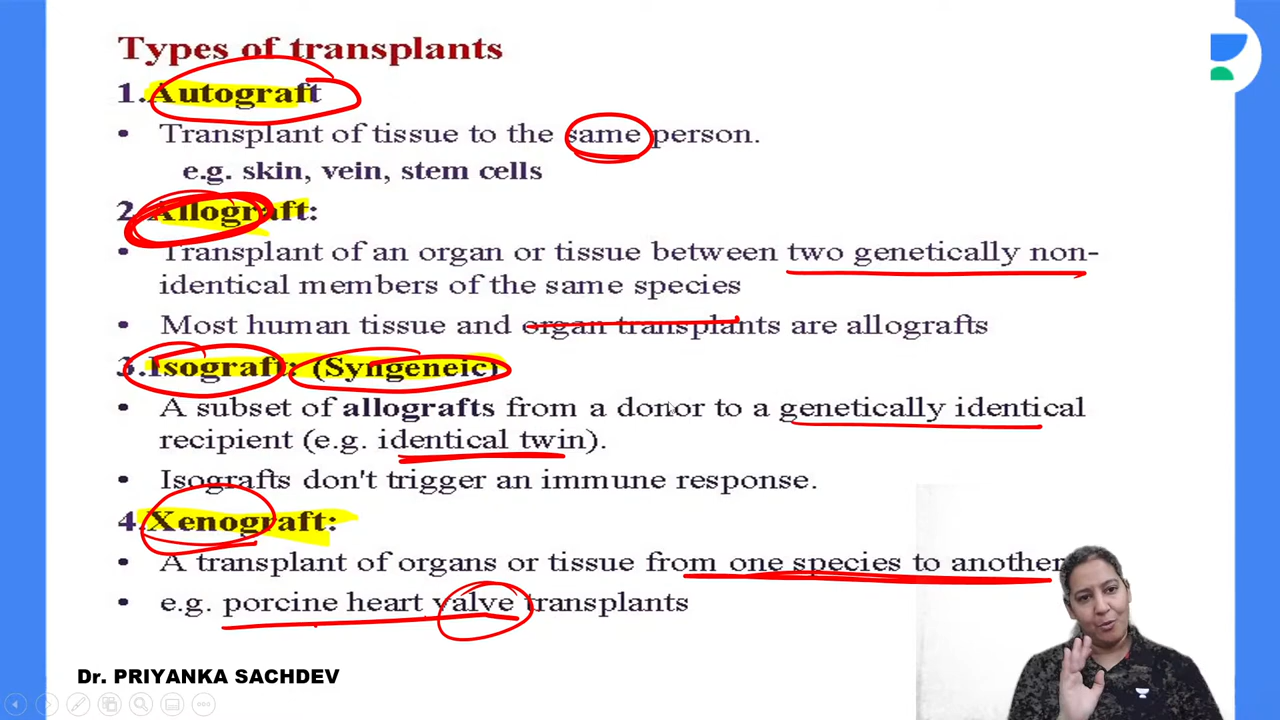 Types of transplants
1.Autograft
• Transplant of tissue to the same person.
e.g. skin, vein, stem cells
2.Allograft:
• Transplant of an organ or tissue between two genetically non-
identical members of the same species
• Most human tissue and organ transplants are allografts
3.Isograft: (Syngeneic)
• A subset of allografts from a donor to a genetically identical
recipient (e.g. identical twin).
• Isografts don't trigger an immune response.
4.Xenograft:
• A transplant of organs or tissue from one species to another
• e.g. porcine heart valve transplants
Dr. PRIYANKA SACHDEV